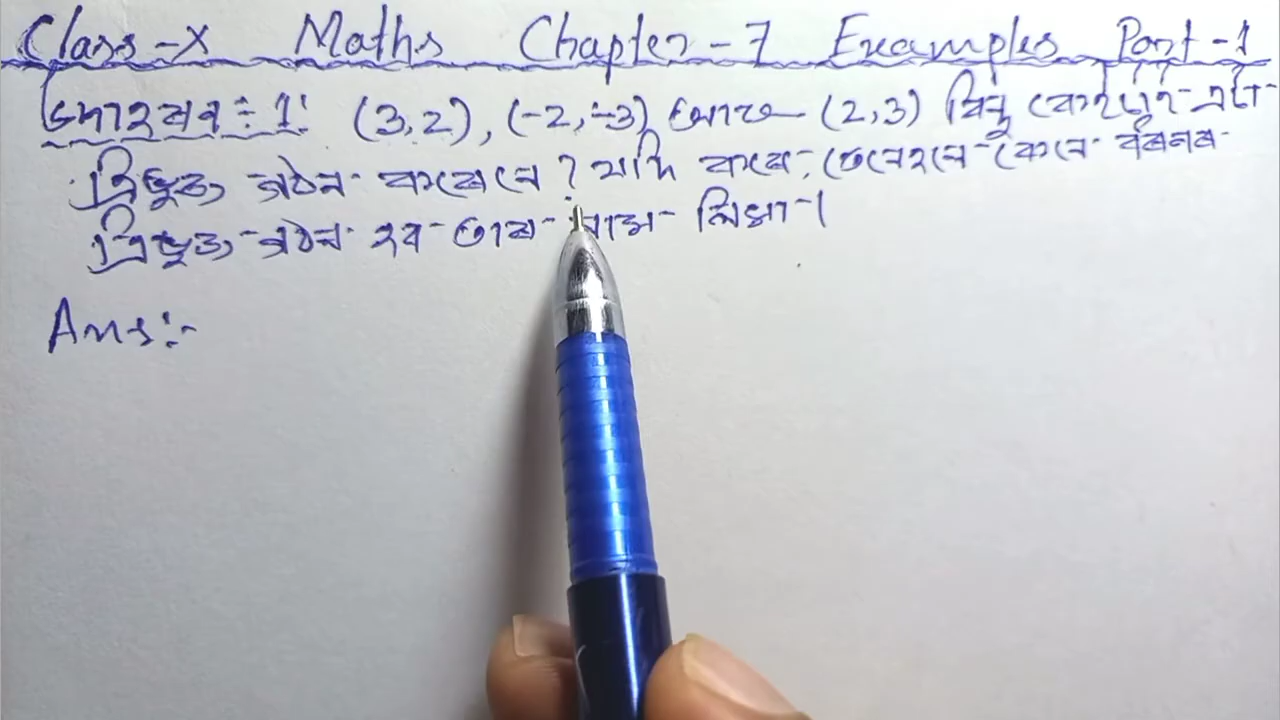 Class-X Maths Chapter-7 Examples Part-1
উদাহৰণ ÷ 1: (3,2), (-2,-3) আৰু (2,3) বিন্দু কেইটাই এটা
ত্ৰিভুজ গঠন কৰেনে? যদি কৰে, তেনেহলে কেনে ধৰণৰ
ত্ৰিভুজ গঠন হব তাৰ নাম লিখা।
Ans:-